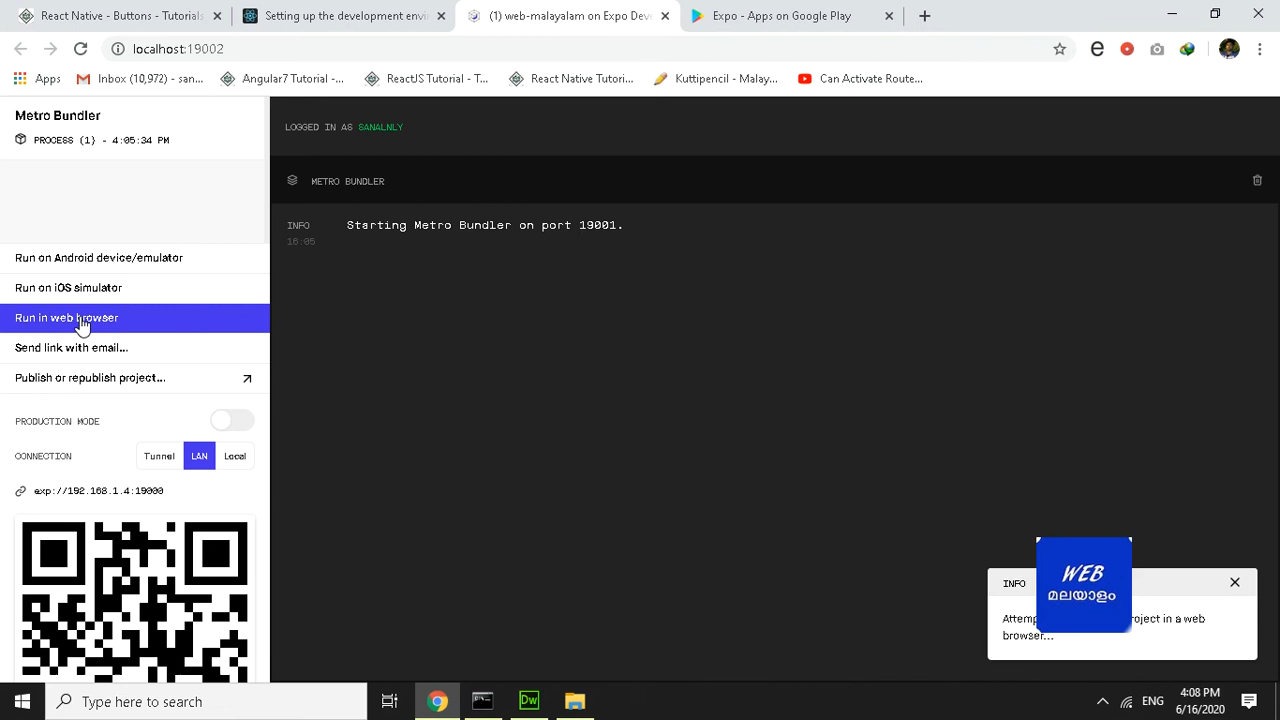 React Native - Buttons - Tutorials
Setting up the development envi
(1) web-malayalam on Expo Dev
Expo - Apps on Google Play
localhost:19002
Apps
Inbox (10,972) - san...
Angular7 Tutorial -...
ReactJS Tutorial - T...
React Native Tutori...
Kuttipencil - Malay...
Can Activate Route...
Metro Bundler
PROCESS (1) - 4:05:34 PM
LOGGED IN AS SANALNLY
METRO BUNDLER
INFO Starting Metro Bundler on port 19001.
16:05
Run on Android device/emulator
Run on iOS simulator
Run in web browser
Send link with email...
Publish or republish project...
PRODUCTION MODE
CONNECTION Tunnel LAN Local
exp://192.168.1.4:19000
INFO
WEB
മലയാളം
in a web
browser...
Type here to search
ENG
4:08 PM
6/16/2020